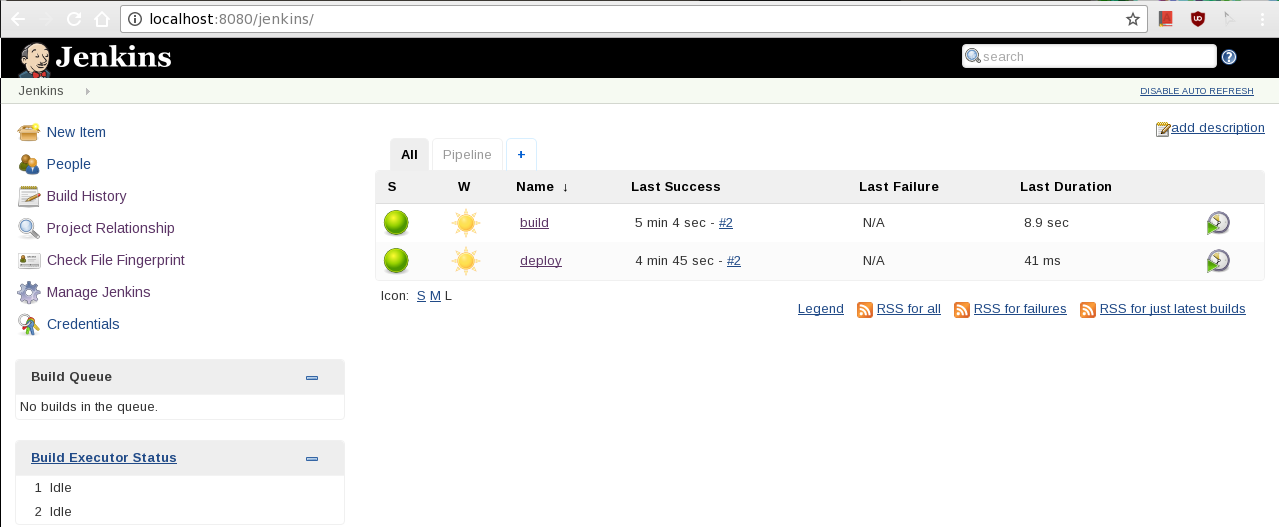 localhost:8080/jenkins/
Jenkins
search
Jenkins
DISABLE AUTO REFRESH
New Item
People
Build History
Project Relationship
Check File Fingerprint
Manage Jenkins
Credentials
Build Queue
No builds in the queue.
Build Executor Status
1 Idle
2 Idle
add description
All Pipeline +
S W Name ↓ Last Success Last Failure Last Duration
build 5 min 4 sec - #2 N/A 8.9 sec
deploy 4 min 45 sec - #2 N/A 41 ms
Icon: S M L
Legend RSS for all RSS for failures RSS for just latest builds